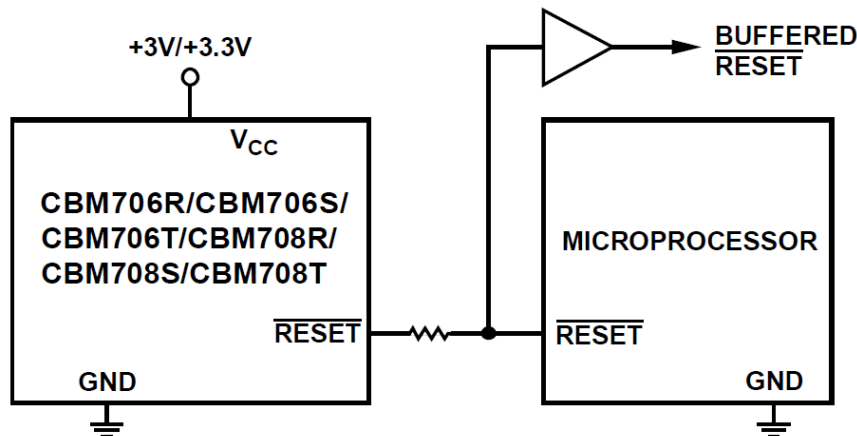 +3V/+3.3V
BUFFERED
RESET
VCC
CBM706R/CBM706S/
CBM706T/CBM708R/
CBM708S/CBM708T
MICROPROCESSOR
RESET
RESET
GND
GND